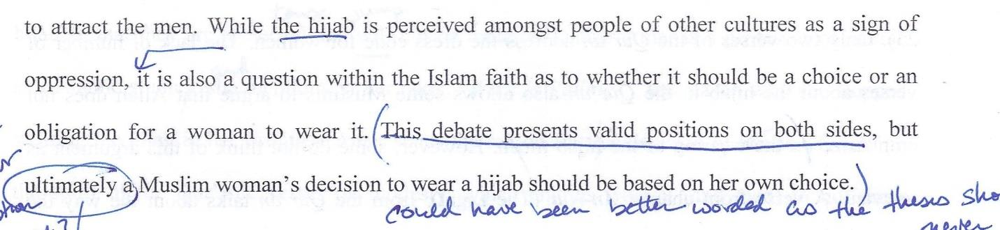 to attract the men. While the hijab is perceived amongst people of other cultures as a sign of
oppression, it is also a question within the Islam faith as to whether it should be a choice or an
obligation for a woman to wear it. (This debate presents valid positions on both sides, but
ultimately a Muslim woman's decision to wear a hijab should be based on her own choice.)
could have been better worded as the thesis sho
never